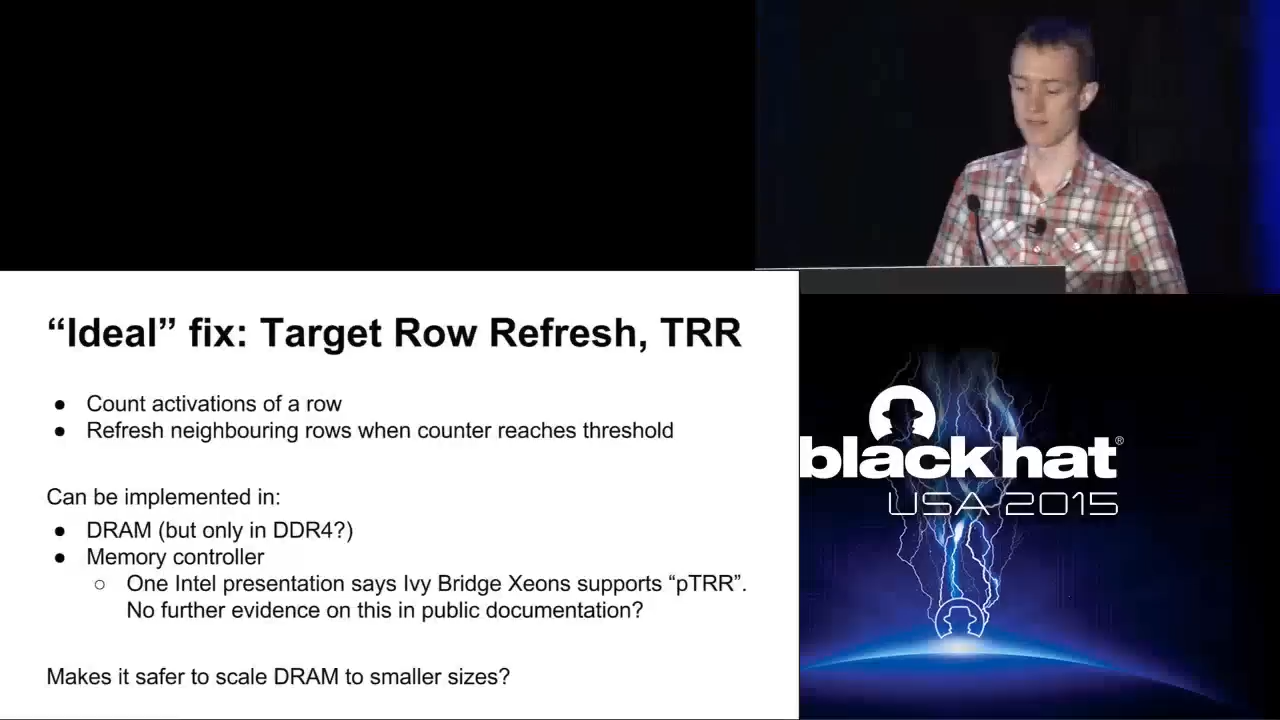 “Ideal” fix: Target Row Refresh, TRR
● Count activations of a row
● Refresh neighbouring rows when counter reaches threshold
Can be implemented in:
● DRAM (but only in DDR4?)
● Memory controller
○ One Intel presentation says Ivy Bridge Xeons supports “pTRR”.
No further evidence on this in public documentation?
Makes it safer to scale DRAM to smaller sizes?
black hat®
USA 2015